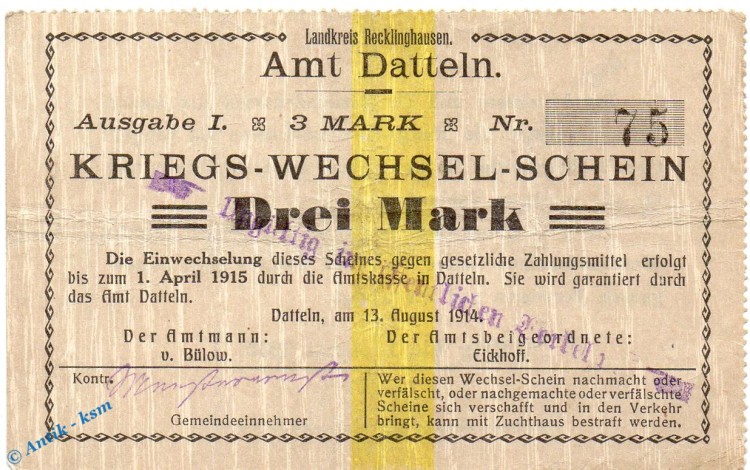 Landkreis Recklinghausen.
Amt Datteln.
Ausgabe I. 3 MARK Nr. 75
KRIEGS-WECHSEL-SCHEIN
Drei Mark
Ungültig im öffentlichen
Die Einwechselung dieses Scheines gegen gesetzliche Zahlungsmittel erfolgt
bis zum 1. April 1915 durch die Amtskasse in Datteln. Sie wird garantiert durch
das Amt Datteln.
Datteln, am 13. August 1914.
Der Amtmann: Der Amtsbeigeordnete:
v. Bülow. Eickhoff.
Kontr.
Gemeindeeinnehmer
Wer diesen Wechsel-Schein nachmacht oder
verfälscht, oder nachgemachte oder verfälschte
Scheine sich verschafft und in den Verkehr
bringt, kann mit Zuchthaus bestraft werden.
© Antik - ksm